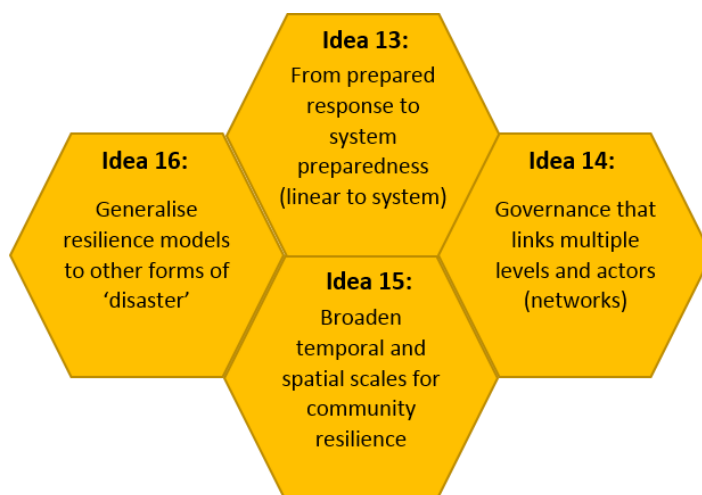 Idea 13:
From prepared
response to
system
preparedness
(linear to system)
Idea 16:
Generalise
resilience models
to other forms of
‘disaster’
Idea 14:
Governance that
links multiple
levels and actors
(networks)
Idea 15:
Broaden
temporal and
spatial scales for
community
resilience